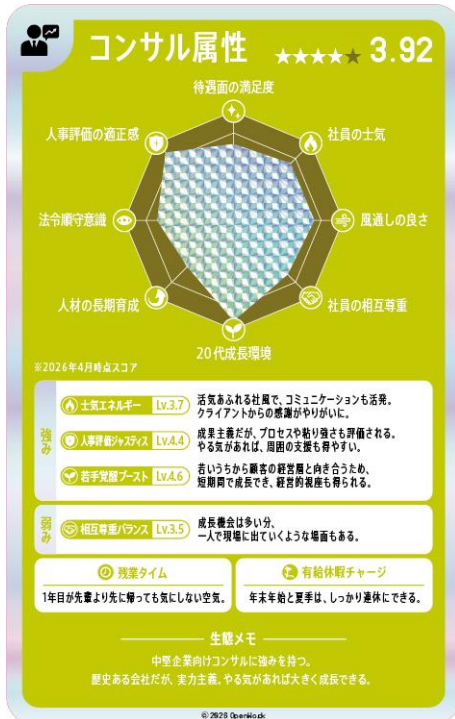 コンサル属性 ★★★★★ 3.92
待遇面の満足度
人事評価の適正感
社員の士気
法令順守意識
風通しの良さ
人材の長期育成
社員の相互尊重
20代成長環境
※2026年4月時点スコア
強み
士気エネルギー Lv.3.7
活気あふれる社風で、コミュニケーションも活発。
クライアントからの感謝がやりがいに。
人事評価ジャスティス Lv.4.4
成果主義だが、プロセスや粘り強さも評価される。
やる気があれば、周囲の支援も得やすい。
若手覚醒ブースト Lv.4.6
若いうちから顧客の経営層と向き合うため、
短期間で成長でき、経営的視座も得られる。
弱み
相互尊重バランス Lv.3.5
成長機会は多い分、
一人で現場に出ていくような場面もある。
残業タイム
1年目が先輩より先に帰っても気にしない空気。
有給休暇チャージ
年末年始と夏季は、しっかり連休にできる。
生態メモ
中堅企業向けコンサルに強みを持つ。
歴史ある会社だが、実力主義。やる気があれば大きく成長できる。
© 2026 OpenWork